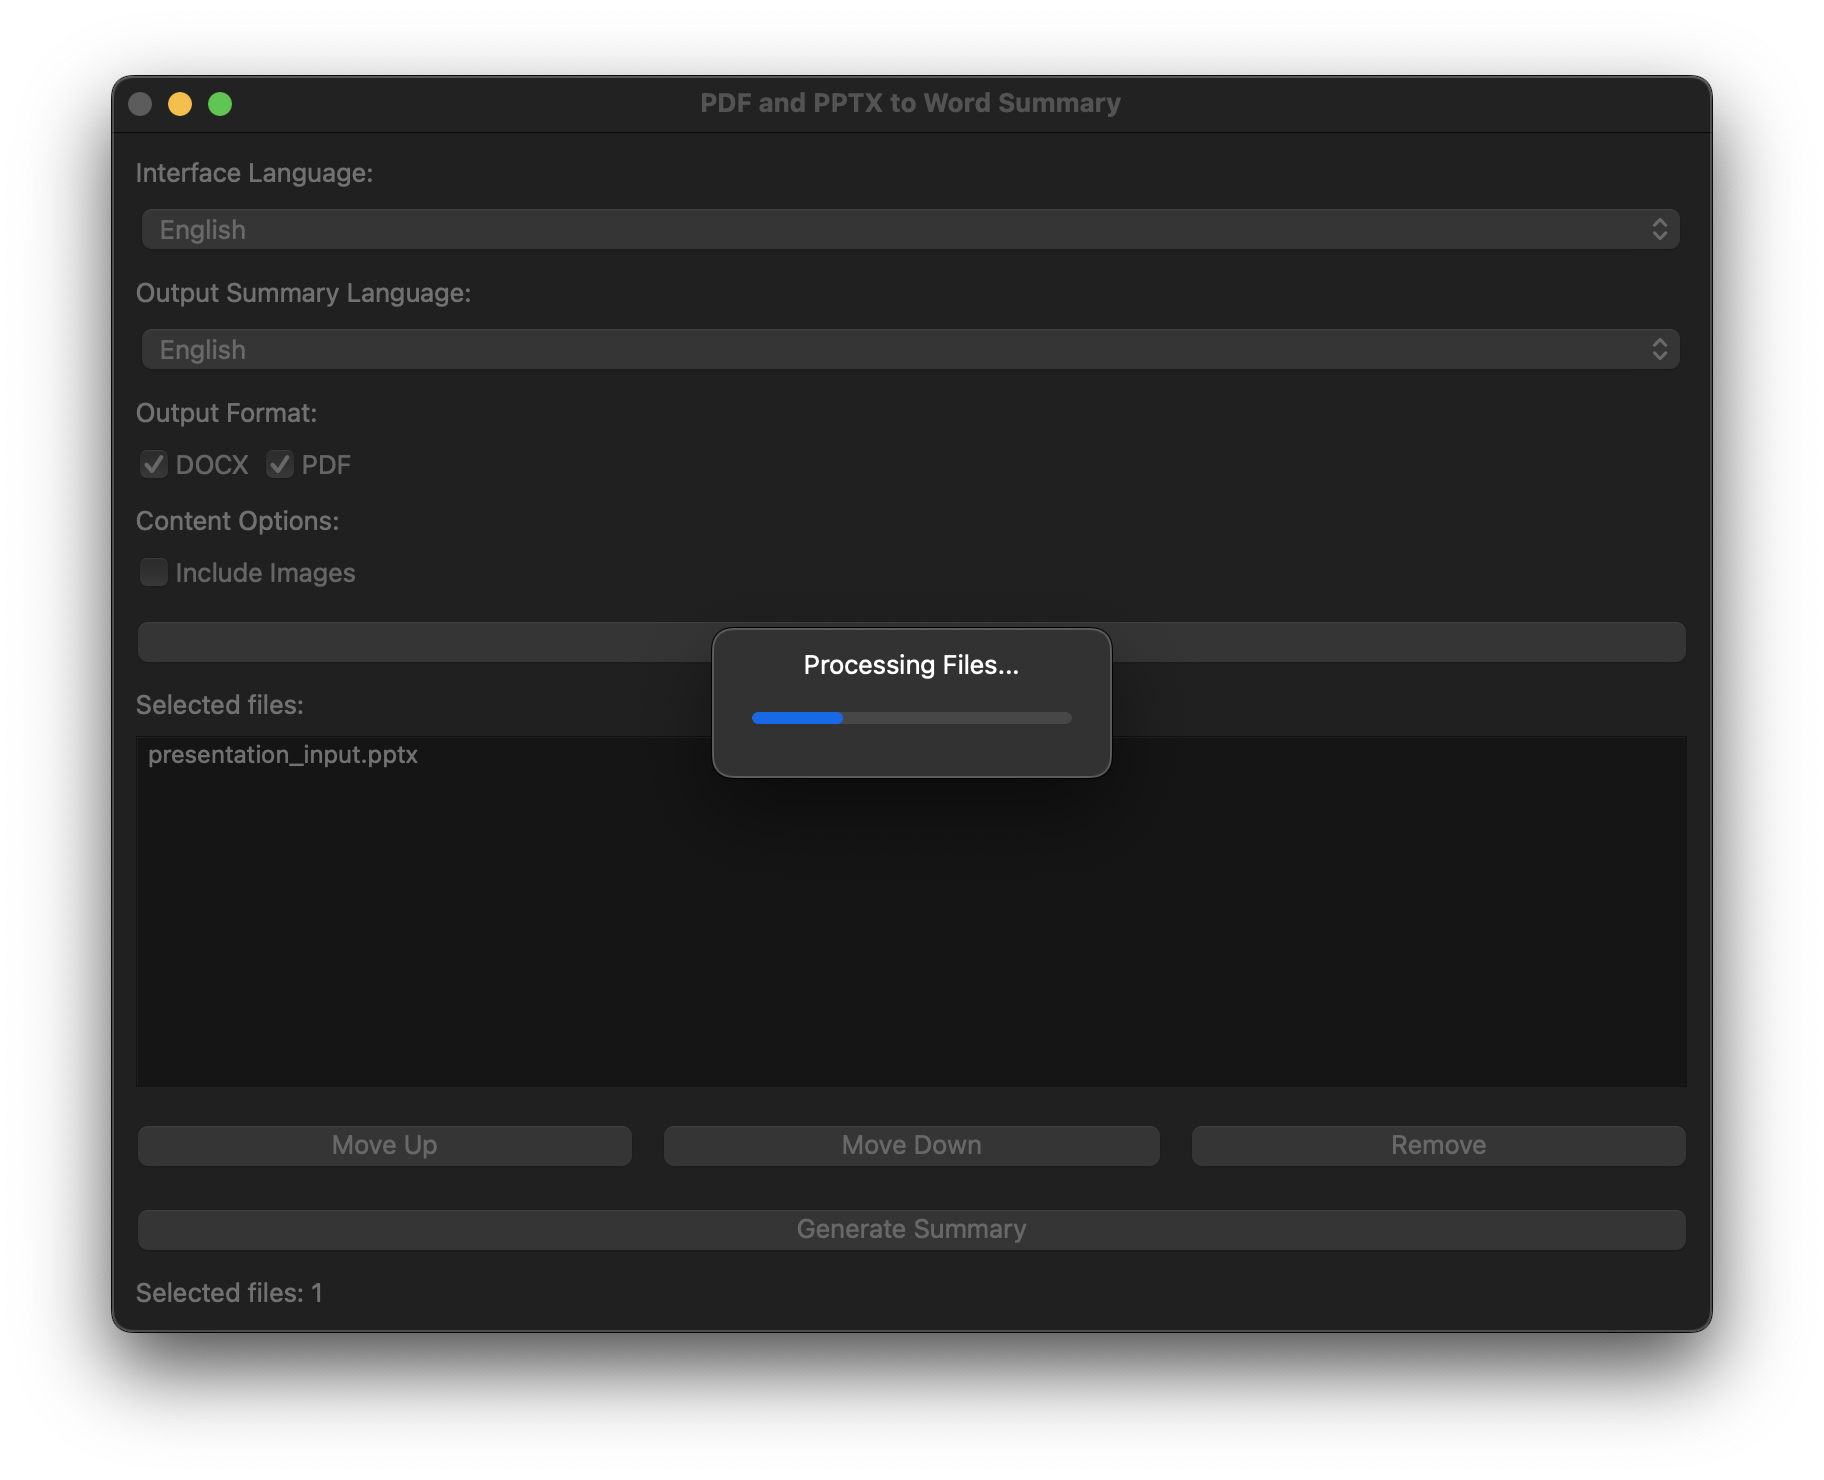 PDF and PPTX to Word Summary
Interface Language:
English
Output Summary Language:
English
Output Format:
DOCX PDF
Content Options:
Include Images
Processing Files...
Selected files:
presentation_input.pptx
Move Up Move Down Remove
Generate Summary
Selected files: 1